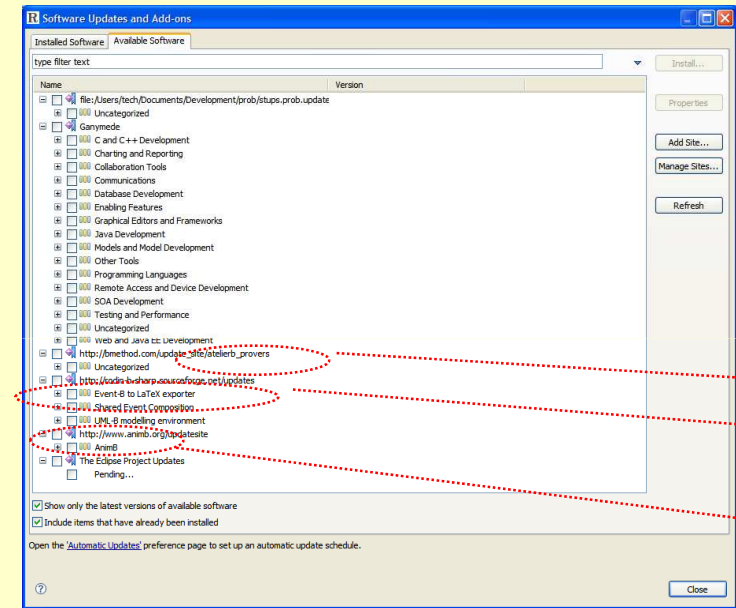 Software Updates and Add-ons
Installed Software Available Software
type filter text
Install...
Name Version
file:/Users/tech/Documents/Development/prob/stups.prob.update
Properties
Uncategorized
Ganymede
C and C++ Development
Add Site...
Charting and Reporting
Collaboration Tools
Manage Sites...
Communications
Database Development
Enabling Features
Refresh
Graphical Editors and Frameworks
Java Development
Models and Model Development
Other Tools
Programming Languages
Remote Access and Device Development
SOA Development
Testing and Performance
Uncategorized
Web and Java EE Development
http://bmethod.com/update_site/atelierb_provers
Uncategorized
http://rodin-b-sharp.sourceforge.net/updates
Event-B to LaTeX exporter
Shared Event Composition
UML-B modelling environment
http://www.animb.org/updatesite
AnimB
The Eclipse Project Updates
Pending...
Show only the latest versions of available software
Include items that have already been installed
Open the 'Automatic Updates' preference page to set up an automatic update schedule.
Close